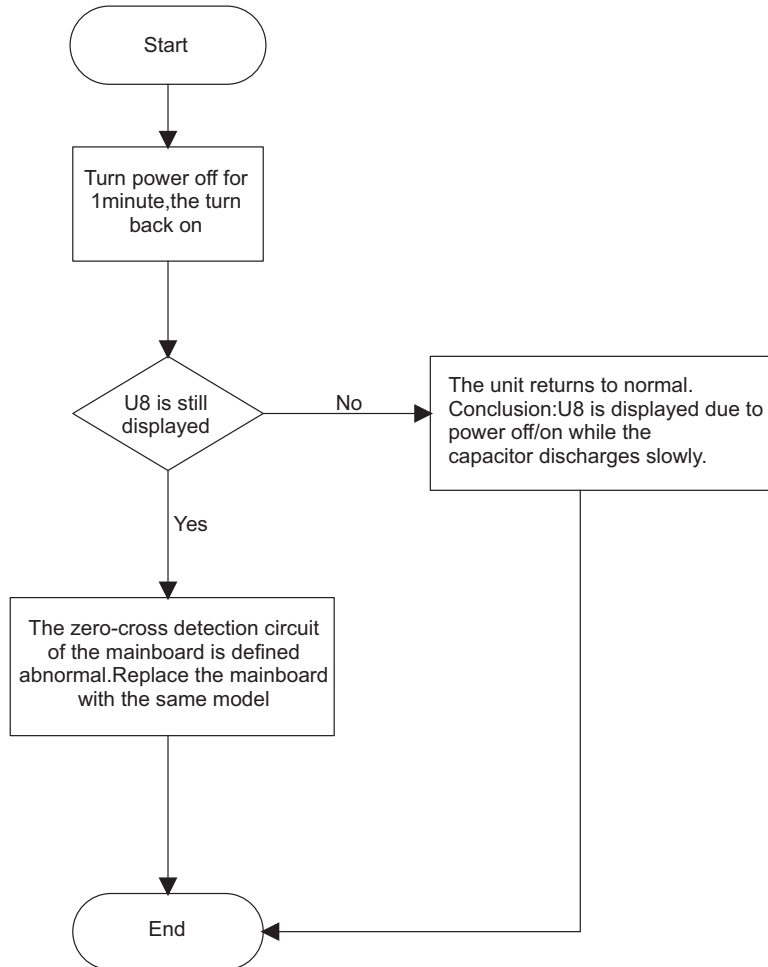 Start
Turn power off for
1minute,the turn
back on
U8 is still
displayed
No
The unit returns to normal.
Conclusion:U8 is displayed due to
power off/on while the
capacitor discharges slowly.
Yes
The zero-cross detection circuit
of the mainboard is defined
abnormal.Replace the mainboard
with the same model
End